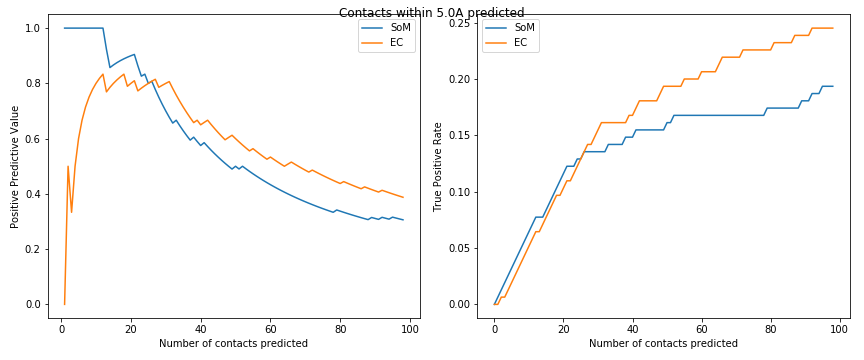 Contacts within 5.0A predicted
Positive Predictive Value
1.0
0.8
0.6
0.4
0.2
0.0
SoM
EC
0 20 40 60 80 100
Number of contacts predicted
True Positive Rate
0.25
0.20
0.15
0.10
0.05
0.00
SoM
EC
0 20 40 60 80 100
Number of contacts predicted